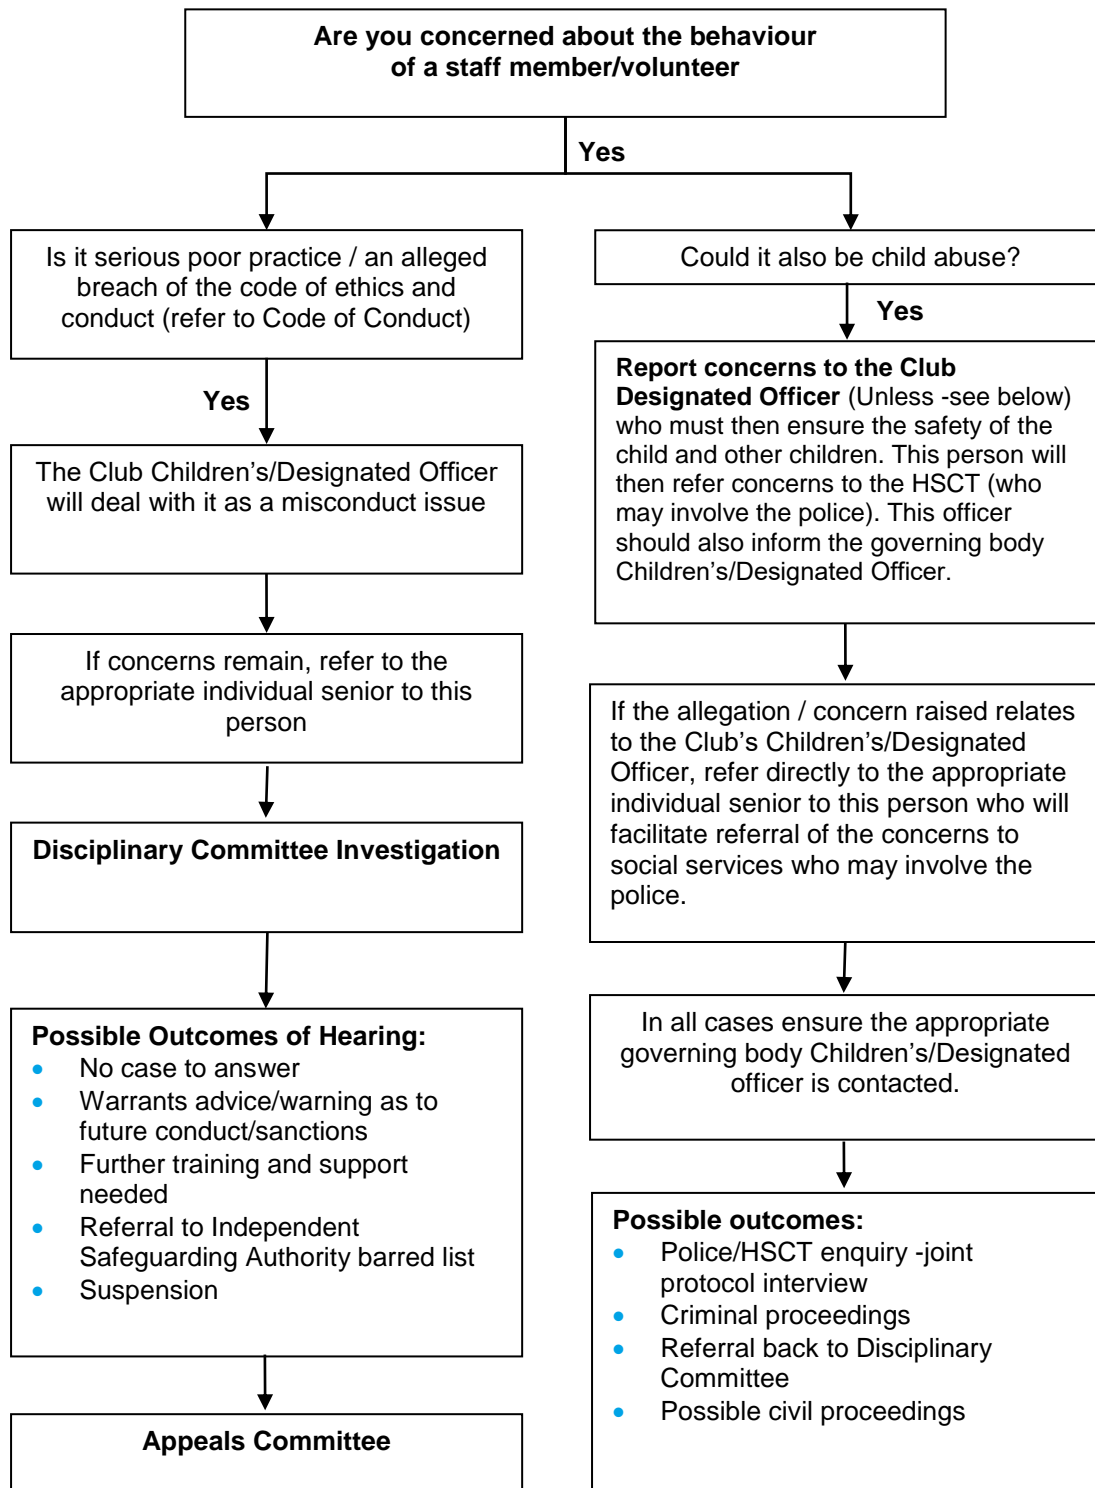 Are you concerned about the behaviour
of a staff member/volunteer
Yes
Is it serious poor practice / an alleged
breach of the code of ethics and
conduct (refer to Code of Conduct)
Yes
The Club Children's/Designated Officer
will deal with it as a misconduct issue
If concerns remain, refer to the
appropriate individual senior to this
person
Disciplinary Committee Investigation
Possible Outcomes of Hearing:
• No case to answer
• Warrants advice/warning as to
future conduct/sanctions
• Further training and support
needed
• Referral to Independent
Safeguarding Authority barred list
• Suspension
Appeals Committee
Could it also be child abuse?
Yes
Report concerns to the Club
Designated Officer (Unless -see below)
who must then ensure the safety of the
child and other children. This person will
then refer concerns to the HSCT (who
may involve the police). This officer
should also inform the governing body
Children's/Designated Officer.
If the allegation / concern raised relates
to the Club's Children's/Designated
Officer, refer directly to the appropriate
individual senior to this person who will
facilitate referral of the concerns to
social services who may involve the
police.
In all cases ensure the appropriate
governing body Children's/Designated
officer is contacted.
Possible outcomes:
• Police/HSCT enquiry -joint
protocol interview
• Criminal proceedings
• Referral back to Disciplinary
Committee
• Possible civil proceedings